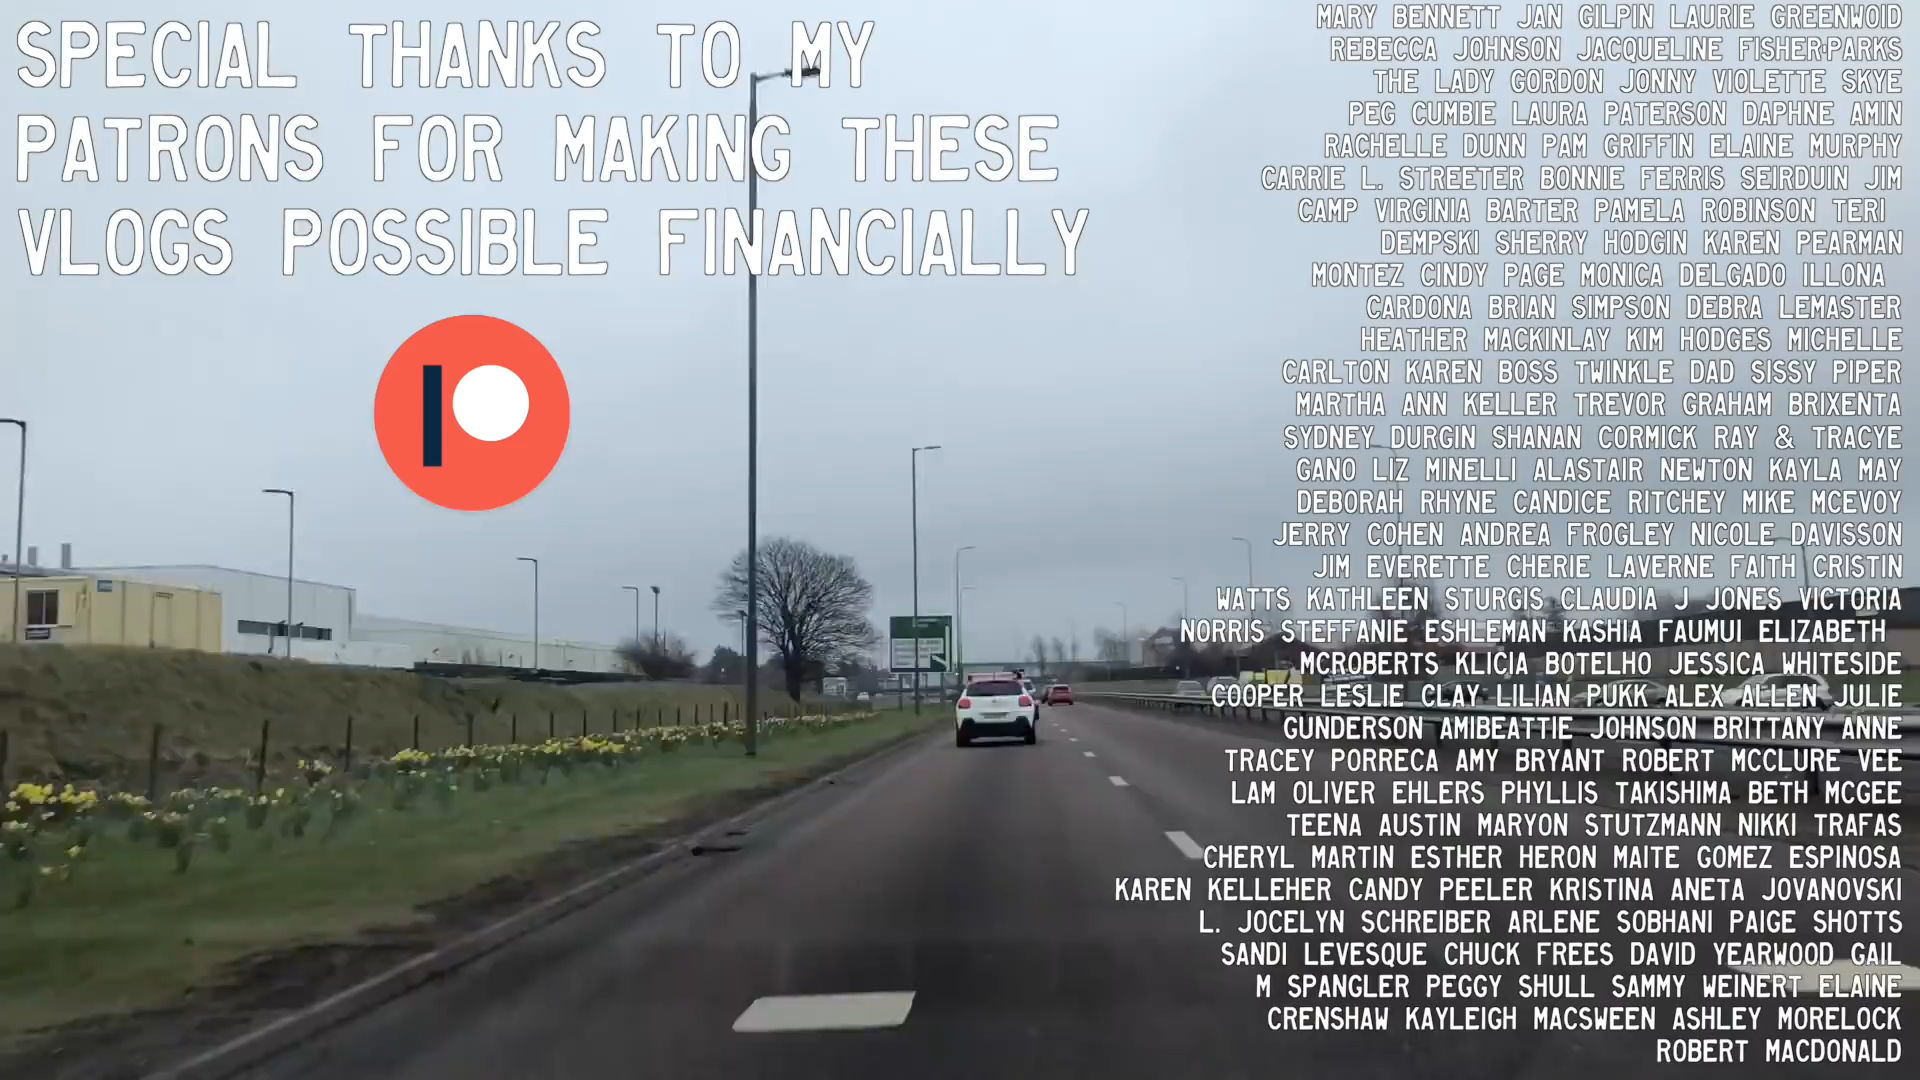 SPECIAL THANKS TO MY
PATRONS FOR MAKING THESE
VLOGS POSSIBLE FINANCIALLY
MARY BENNETT JAN GILPIN LAURIE GREENWOID
REBECCA JOHNSON JACQUELINE FISHER-PARKS
THE LADY GORDON JONNY VIOLETTE SKYE
PEG CUMBIE LAURA PATERSON DAPHNE AMIN
RACHELLE DUNN PAM GRIFFIN ELAINE MURPHY
CARRIE L. STREETER BONNIE FERRIS SEIRDUIN JIM
CAMP VIRGINIA BARTER PAMELA ROBINSON TERI
DEMPSKI SHERRY HODGIN KAREN PEARMAN
MONTEZ CINDY PAGE MONICA DELGADO ILLONA
CARDONA BRIAN SIMPSON DEBRA LEMASTER
HEATHER MACKINLAY KIM HODGES MICHELLE
CARLTON KAREN BOSS TWINKLE DAD SISSY PIPER
MARTHA ANN KELLER TREVOR GRAHAM BRIXENTA
SYDNEY DURGIN SHANAN CORMICK RAY & TRACYE
GANO LIZ MINELLI ALASTAIR NEWTON KAYLA MAY
DEBORAH RHYNE CANDICE RITCHEY MIKE MCEVOY
JERRY COHEN ANDREA FROGLEY NICOLE DAVISSON
JIM EVERETTE CHERIE LAVERNE FAITH CRISTIN
WATTS KATHLEEN STURGIS CLAUDIA J JONES VICTORIA
NORRIS STEFFANIE ESHLEMAN KASHIA FAUMUI ELIZABETH
MCROBERTS KLICIA BOTELHO JESSICA WHITESIDE
COOPER LESLIE CLAY LILIAN PUKK ALEX ALLEN JULIE
GUNDERSON AMIBEATTIE JOHNSON BRITTANY ANNE
TRACEY PORRECA AMY BRYANT ROBERT MCCLURE VEE
LAM OLIVER EHLERS PHYLLIS TAKISHIMA BETH MCGEE
TEENA AUSTIN MARYON STUTZMANN NIKKI TRAFAS
CHERYL MARTIN ESTHER HERON MAITE GOMEZ ESPINOSA
KAREN KELLEHER CANDY PEELER KRISTINA ANETA JOVANOVSKI
L. JOCELYN SCHREIBER ARLENE SOBHANI PAIGE SHOTTS
SANDI LEVESQUE CHUCK FREES DAVID YEARWOOD GAIL
M SPANGLER PEGGY SHULL SAMMY WEINERT ELAINE
CRENSHAW KAYLEIGH MACSWEEN ASHLEY MORELOCK
ROBERT MACDONALD